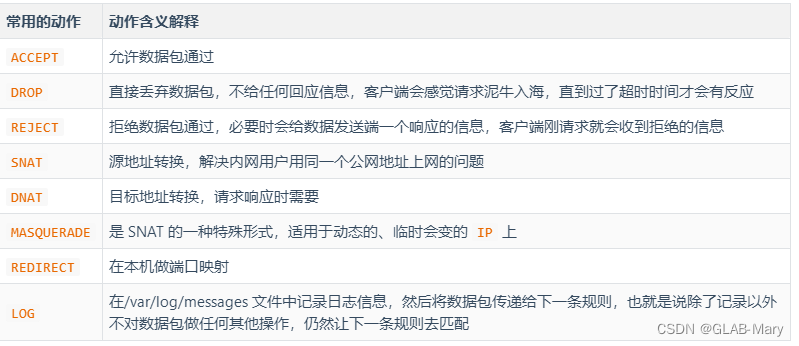 常用的动作 动作含义解释
ACCEPT 允许数据包通过
DROP 直接丢弃数据包，不给任何回应信息，客户端会感觉请求泥牛入海，直到过了超时时间才会有反应
REJECT 拒绝数据包通过，必要时会给数据发送端一个响应的信息，客户端刚请求就会收到拒绝的信息
SNAT 源地址转换，解决内网用户用同一个公网地址上网的问题
DNAT 目标地址转换，请求响应时需要
MASQUERADE 是 SNAT 的一种特殊形式，适用于动态的、临时会变的 IP 上
REDIRECT 在本机做端口映射
LOG 在/var/log/messages 文件中记录日志信息，然后将数据包传递给下一条规则，也就是说除了记录以外
不对数据包做任何其他操作，仍然让下一条规则去匹配
CSDN @GLAB-Mary